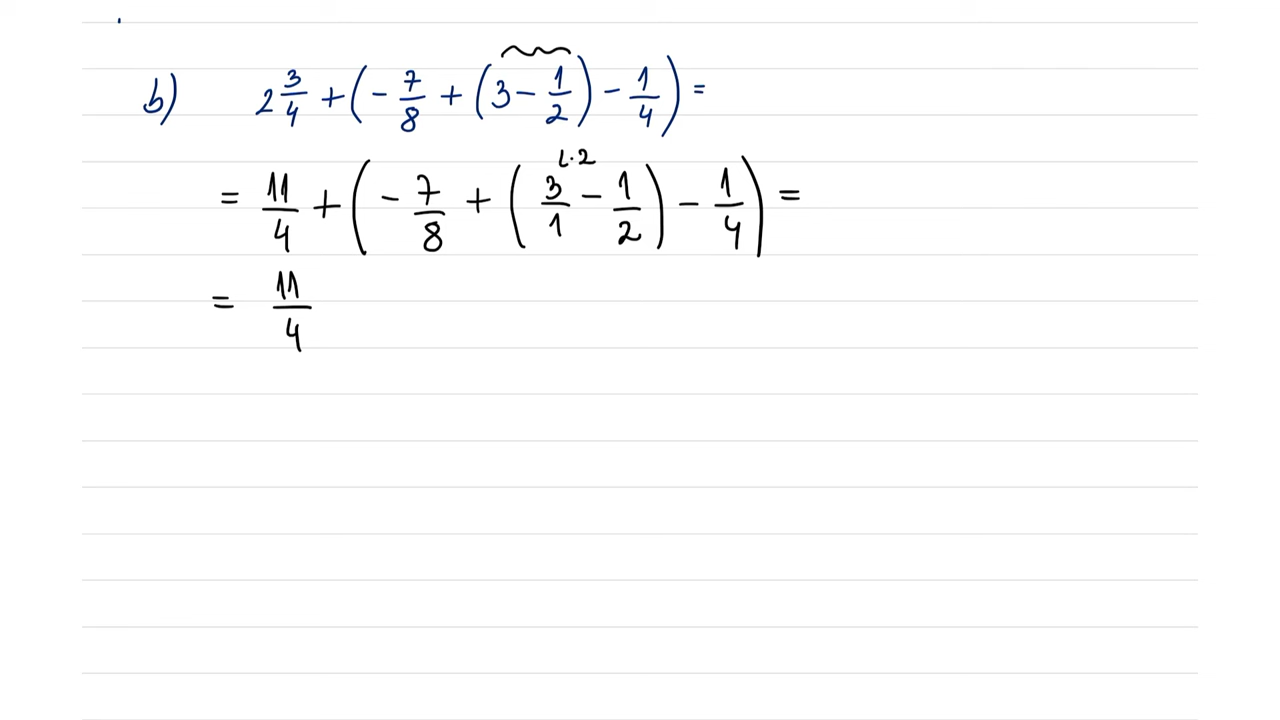 b) 2 3/4 + (- 7/8 + (3 - 1/2) - 1/4) =
= 11/4 + (- 7/8 + (3/1 - 1/2) - 1/4) =
= 11/4